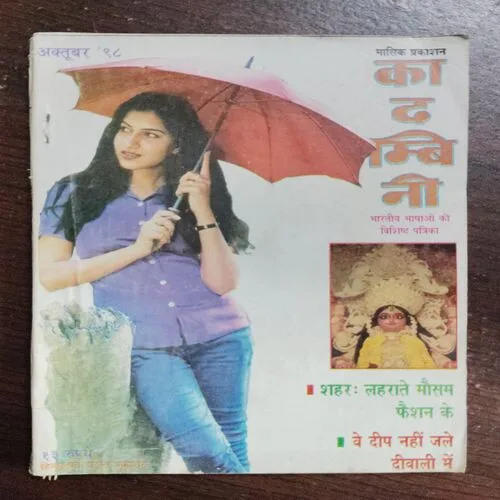 अक्तूबर '९८
मासिक प्रकाशन
का
द
म्बि
नी
भारतीय भाषाओं की
विशिष्ट पत्रिका
शहर: लहराते मौसम
फैशन के
वे दीप नहीं जले
दीवाली में